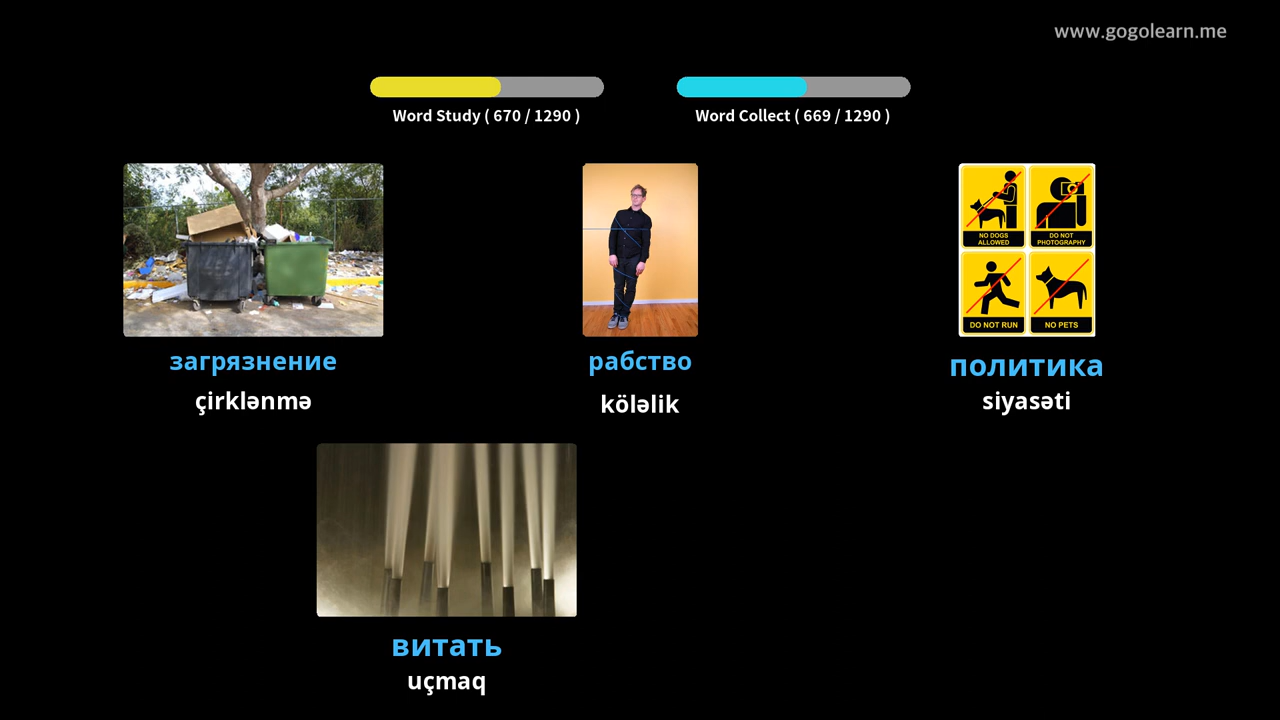 www.gogolearn.me
Word Study ( 670 / 1290 )
Word Collect ( 669 / 1290 )
NO DOGS
ALLOWED
DO NOT
PHOTOGRAPHY
DO NOT RUN
NO PETS
загрязнение
рабство
политика
çirklənmə
köləlik
siyasəti
витать
uçmaq